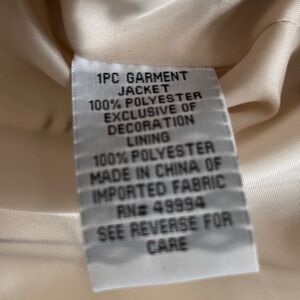 1PC GARMENT
JACKET
100% POLYESTER
EXCLUSIVE OF
DECORATION
LINING
100% POLYESTER
MADE IN CHINA OF
IMPORTED FABRIC
RN# 49994
SEE REVERSE FOR
CARE